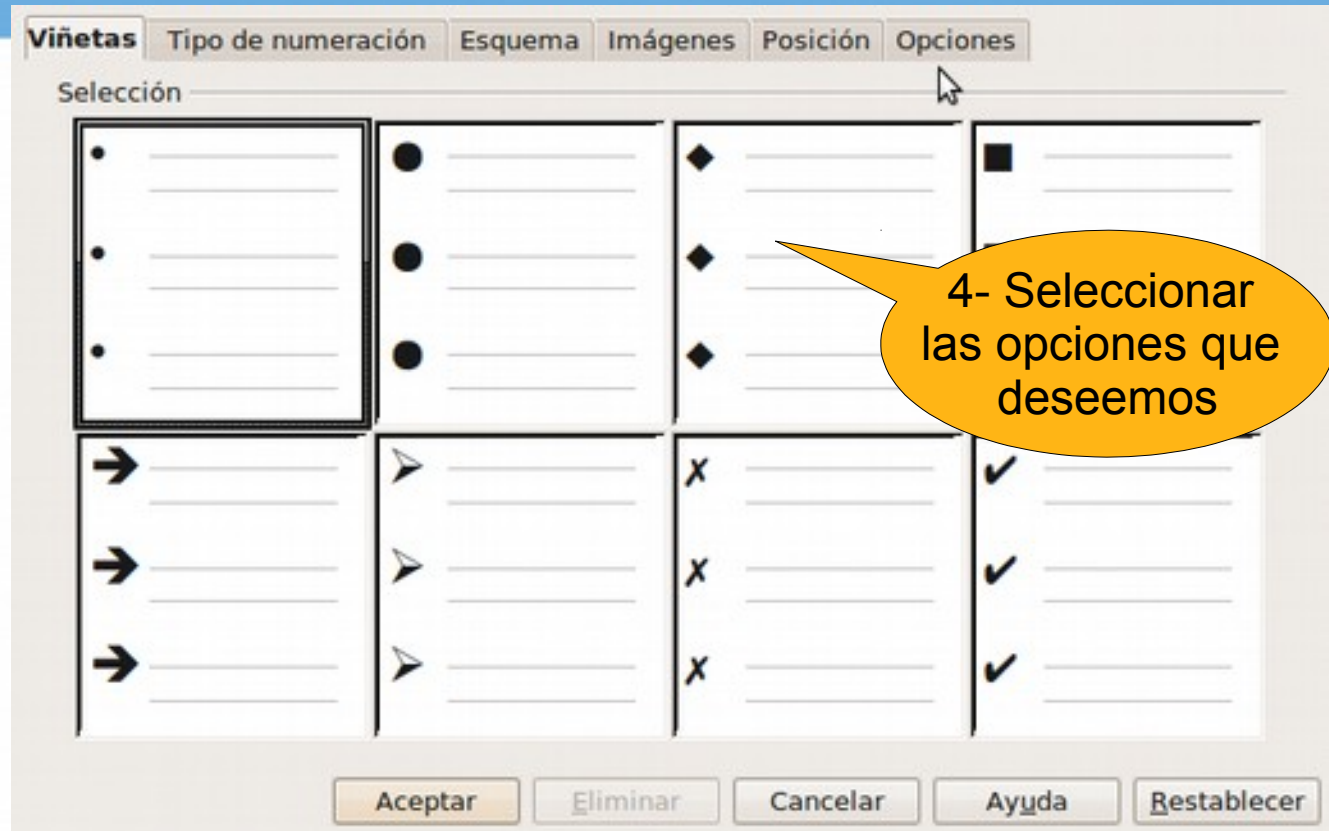 Viñetas Tipo de numeración Esquema Imágenes Posición Opciones
Selección
4- Seleccionar
las opciones que
deseemos
Aceptar Eliminar Cancelar Ayuda Restablecer